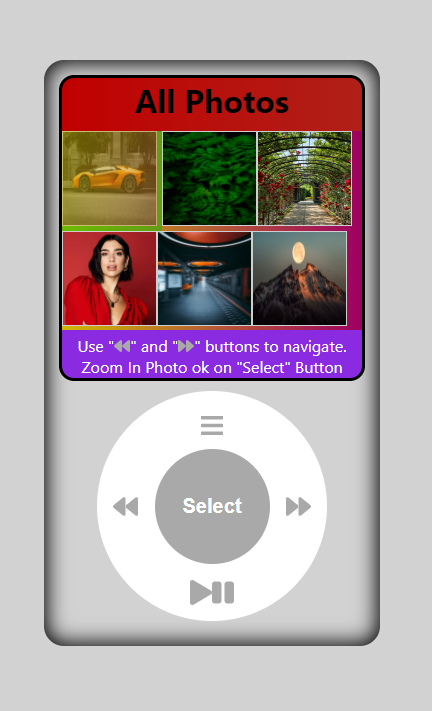 All Photos
Use "⏪" and "⏩" buttons to navigate.
Zoom In Photo ok on "Select" Button
Select